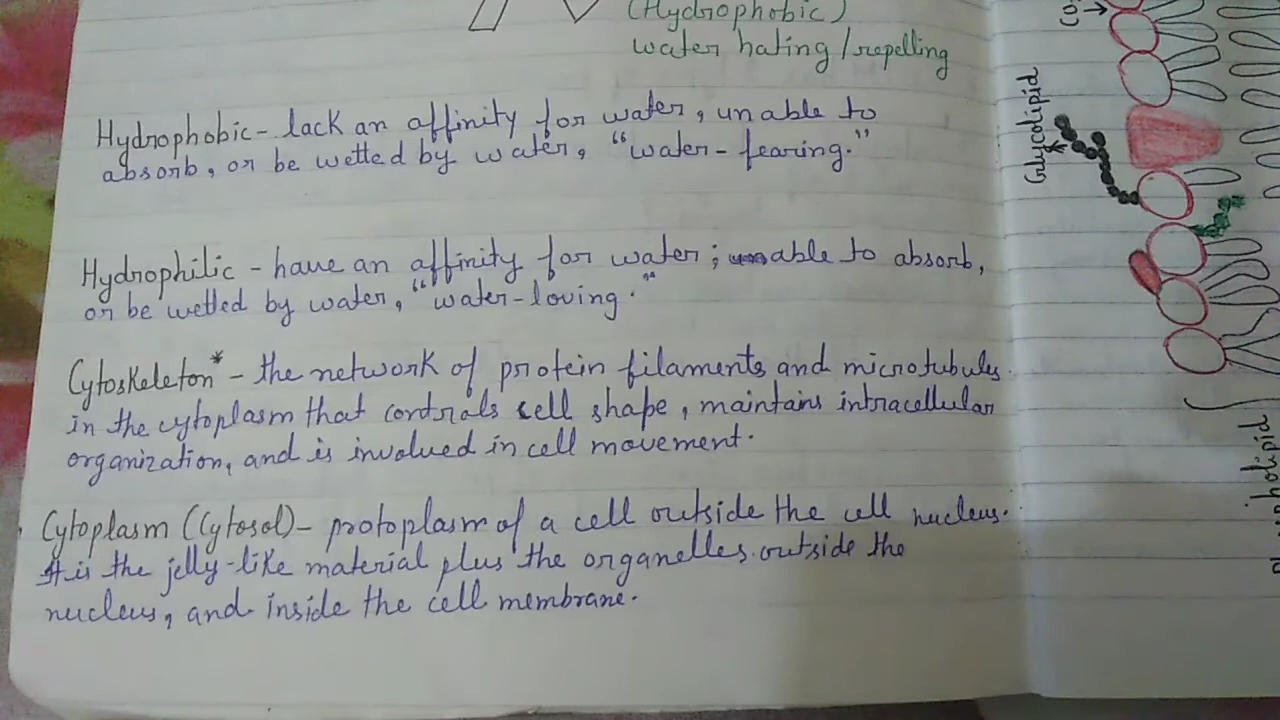 (Hydrophobic)
water hating/repelling
Hydrophobic - lack an affinity for water, unable to
absorb, or be wetted by water, "water-fearing."
Hydrophilic - have an affinity for water; able to absorb,
or be wetted by water, "water-loving."
Cytoskeleton* - the network of protein filaments and microtubules
in the cytoplasm that controls cell shape, maintains intracellular
organization, and is involved in cell movement.
Cytoplasm (Cytosol) - protoplasm of a cell outside the cell nucleus.
It is the jelly-like material plus the organelles outside the
nucleus, and inside the cell membrane.
Glycolipid